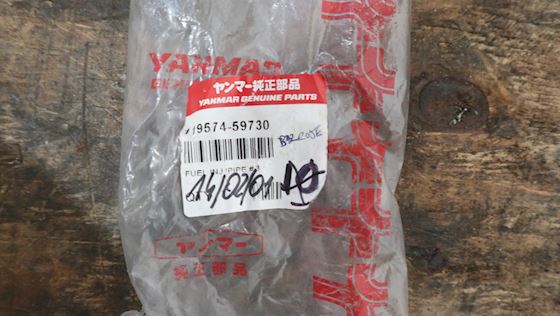 YANMAR
ヤンマー純正部品
YANMAR GENUINE PARTS
19574-59730
FUEL INJ. PIPE #3
14/02/01
ヤンマー
純正部品